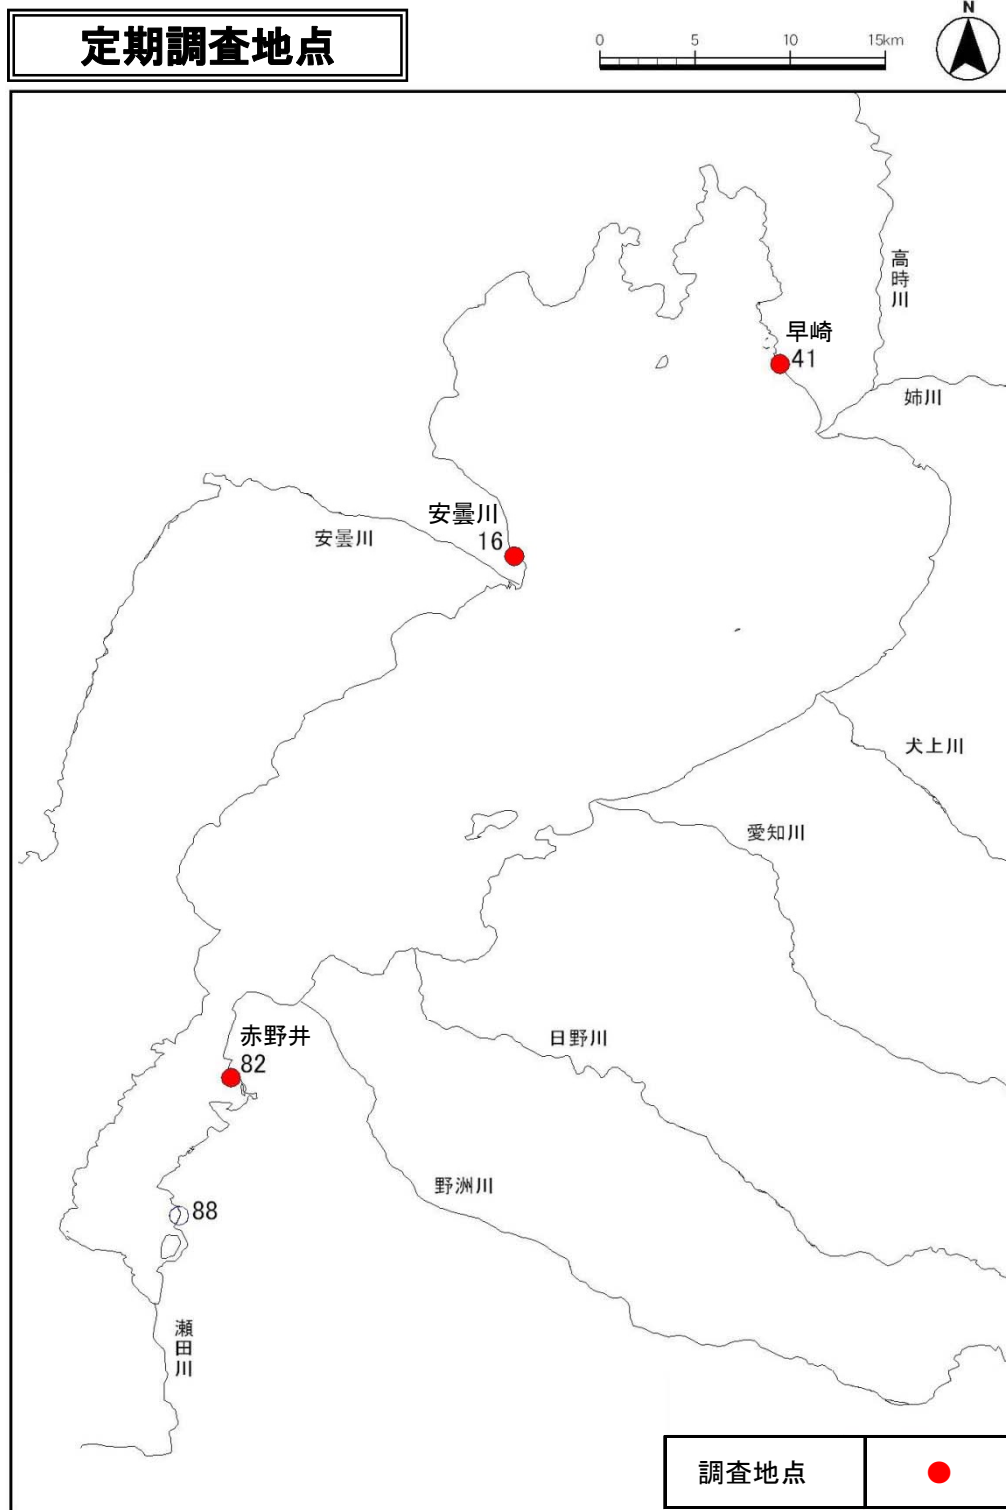 定期調査地点
0 5 10 15km
N
高時川
早崎
41
姉川
安曇川
16
安曇川
犬上川
愛知川
赤野井
82
日野川
野洲川
88
瀬田川
調査地点